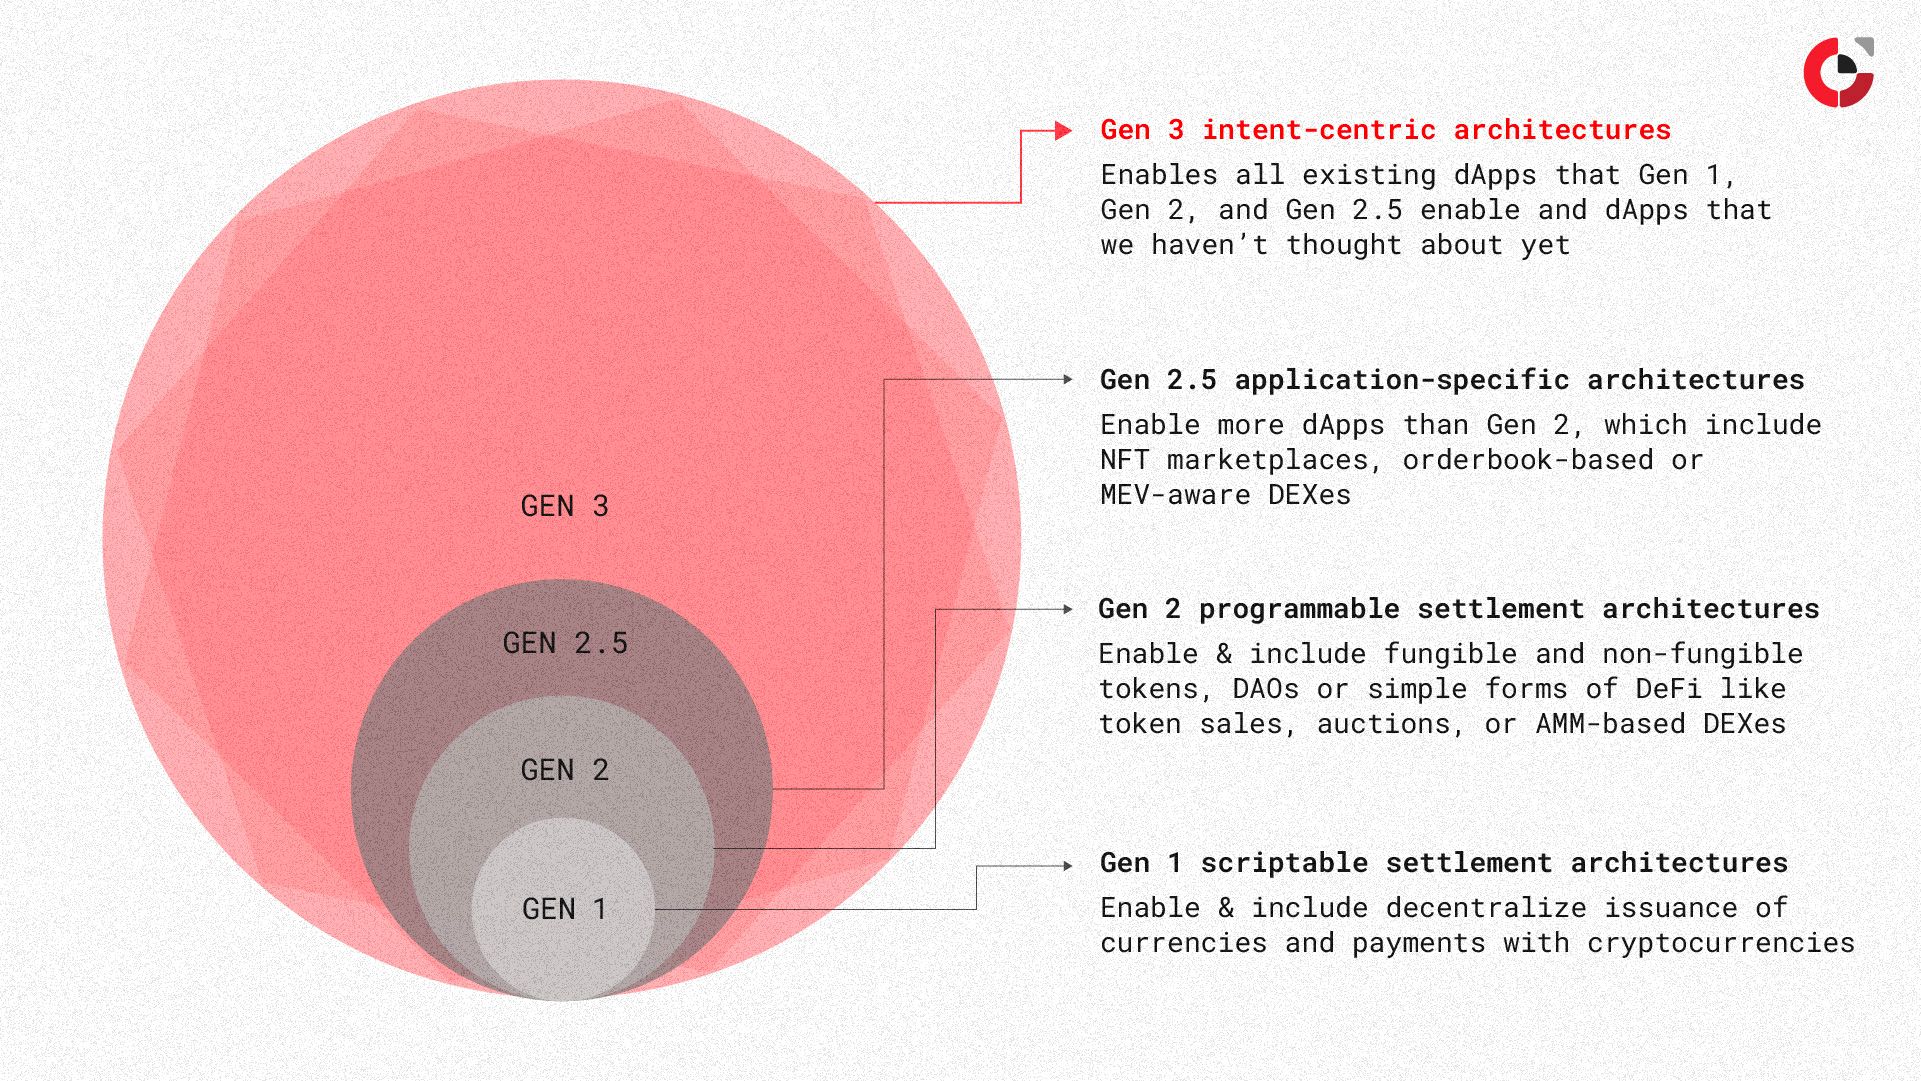 Gen 3 intent-centric architectures
Enables all existing dApps that Gen 1,
Gen 2, and Gen 2.5 enable and dApps that
we haven’t thought about yet
Gen 2.5 application-specific architectures
Enable more dApps than Gen 2, which include
NFT marketplaces, orderbook-based or
MEV-aware DEXes
Gen 2 programmable settlement architectures
Enable & include fungible and non-fungible
tokens, DAOs or simple forms of DeFi like
token sales, auctions, or AMM-based DEXes
Gen 1 scriptable settlement architectures
Enable & include decentralize issuance of
currencies and payments with cryptocurrencies
GEN 3
GEN 2.5
GEN 2
GEN 1